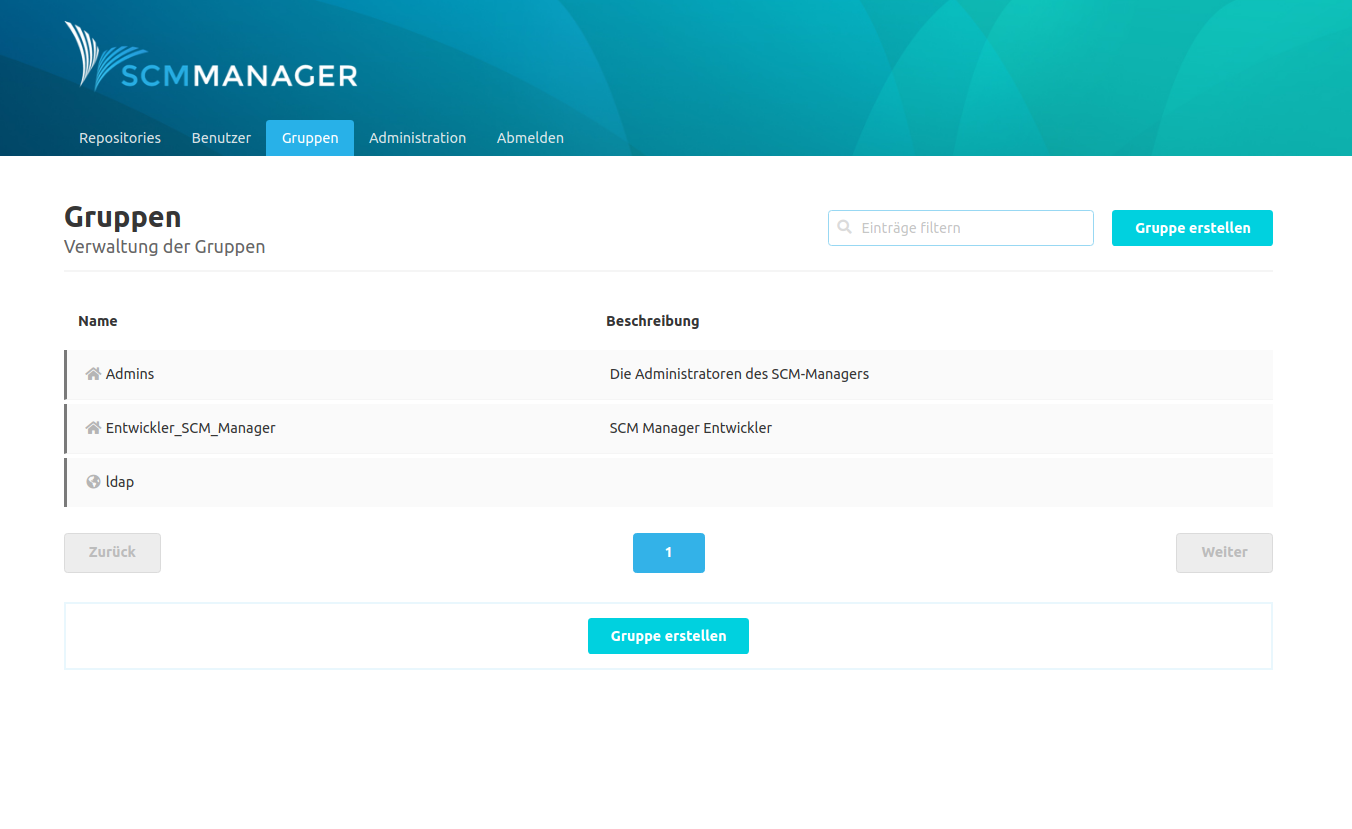 SCMMANAGER
Repositories Benutzer Gruppen Administration Abmelden
Gruppen
Verwaltung der Gruppen
Einträge filtern
Gruppe erstellen
Name Beschreibung
Admins Die Administratoren des SCM-Managers
Entwickler_SCM_Manager SCM Manager Entwickler
ldap
Zurück 1 Weiter
Gruppe erstellen